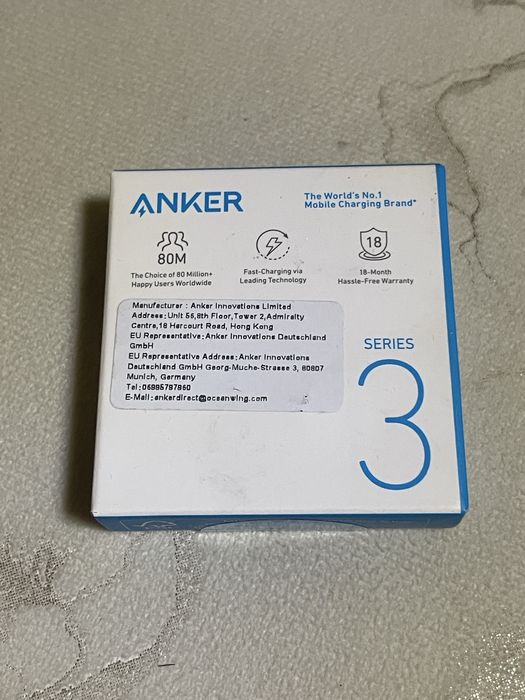 ANKER
The World's No.1
Mobile Charging Brand*
80M
The Choice of 80 Million+
Happy Users Worldwide
Fast-Charging via
Leading Technology
18
18-Month
Hassle-Free Warranty
Manufacturer : Anker Innovations Limited
Address:Unit 56,8th Floor,Tower 2,Admiralty
Centre,18 Harcourt Road, Hong Kong
EU Representative:Anker Innovations Deutschland
GmbH
EU Representative Address:Anker Innovations
Deutschland GmbH Georg-Muche-Strasse 3, 80807
Munich, Germany
Tel:06995797960
E-Mail:ankerdirect@oceanwing.com
SERIES
3